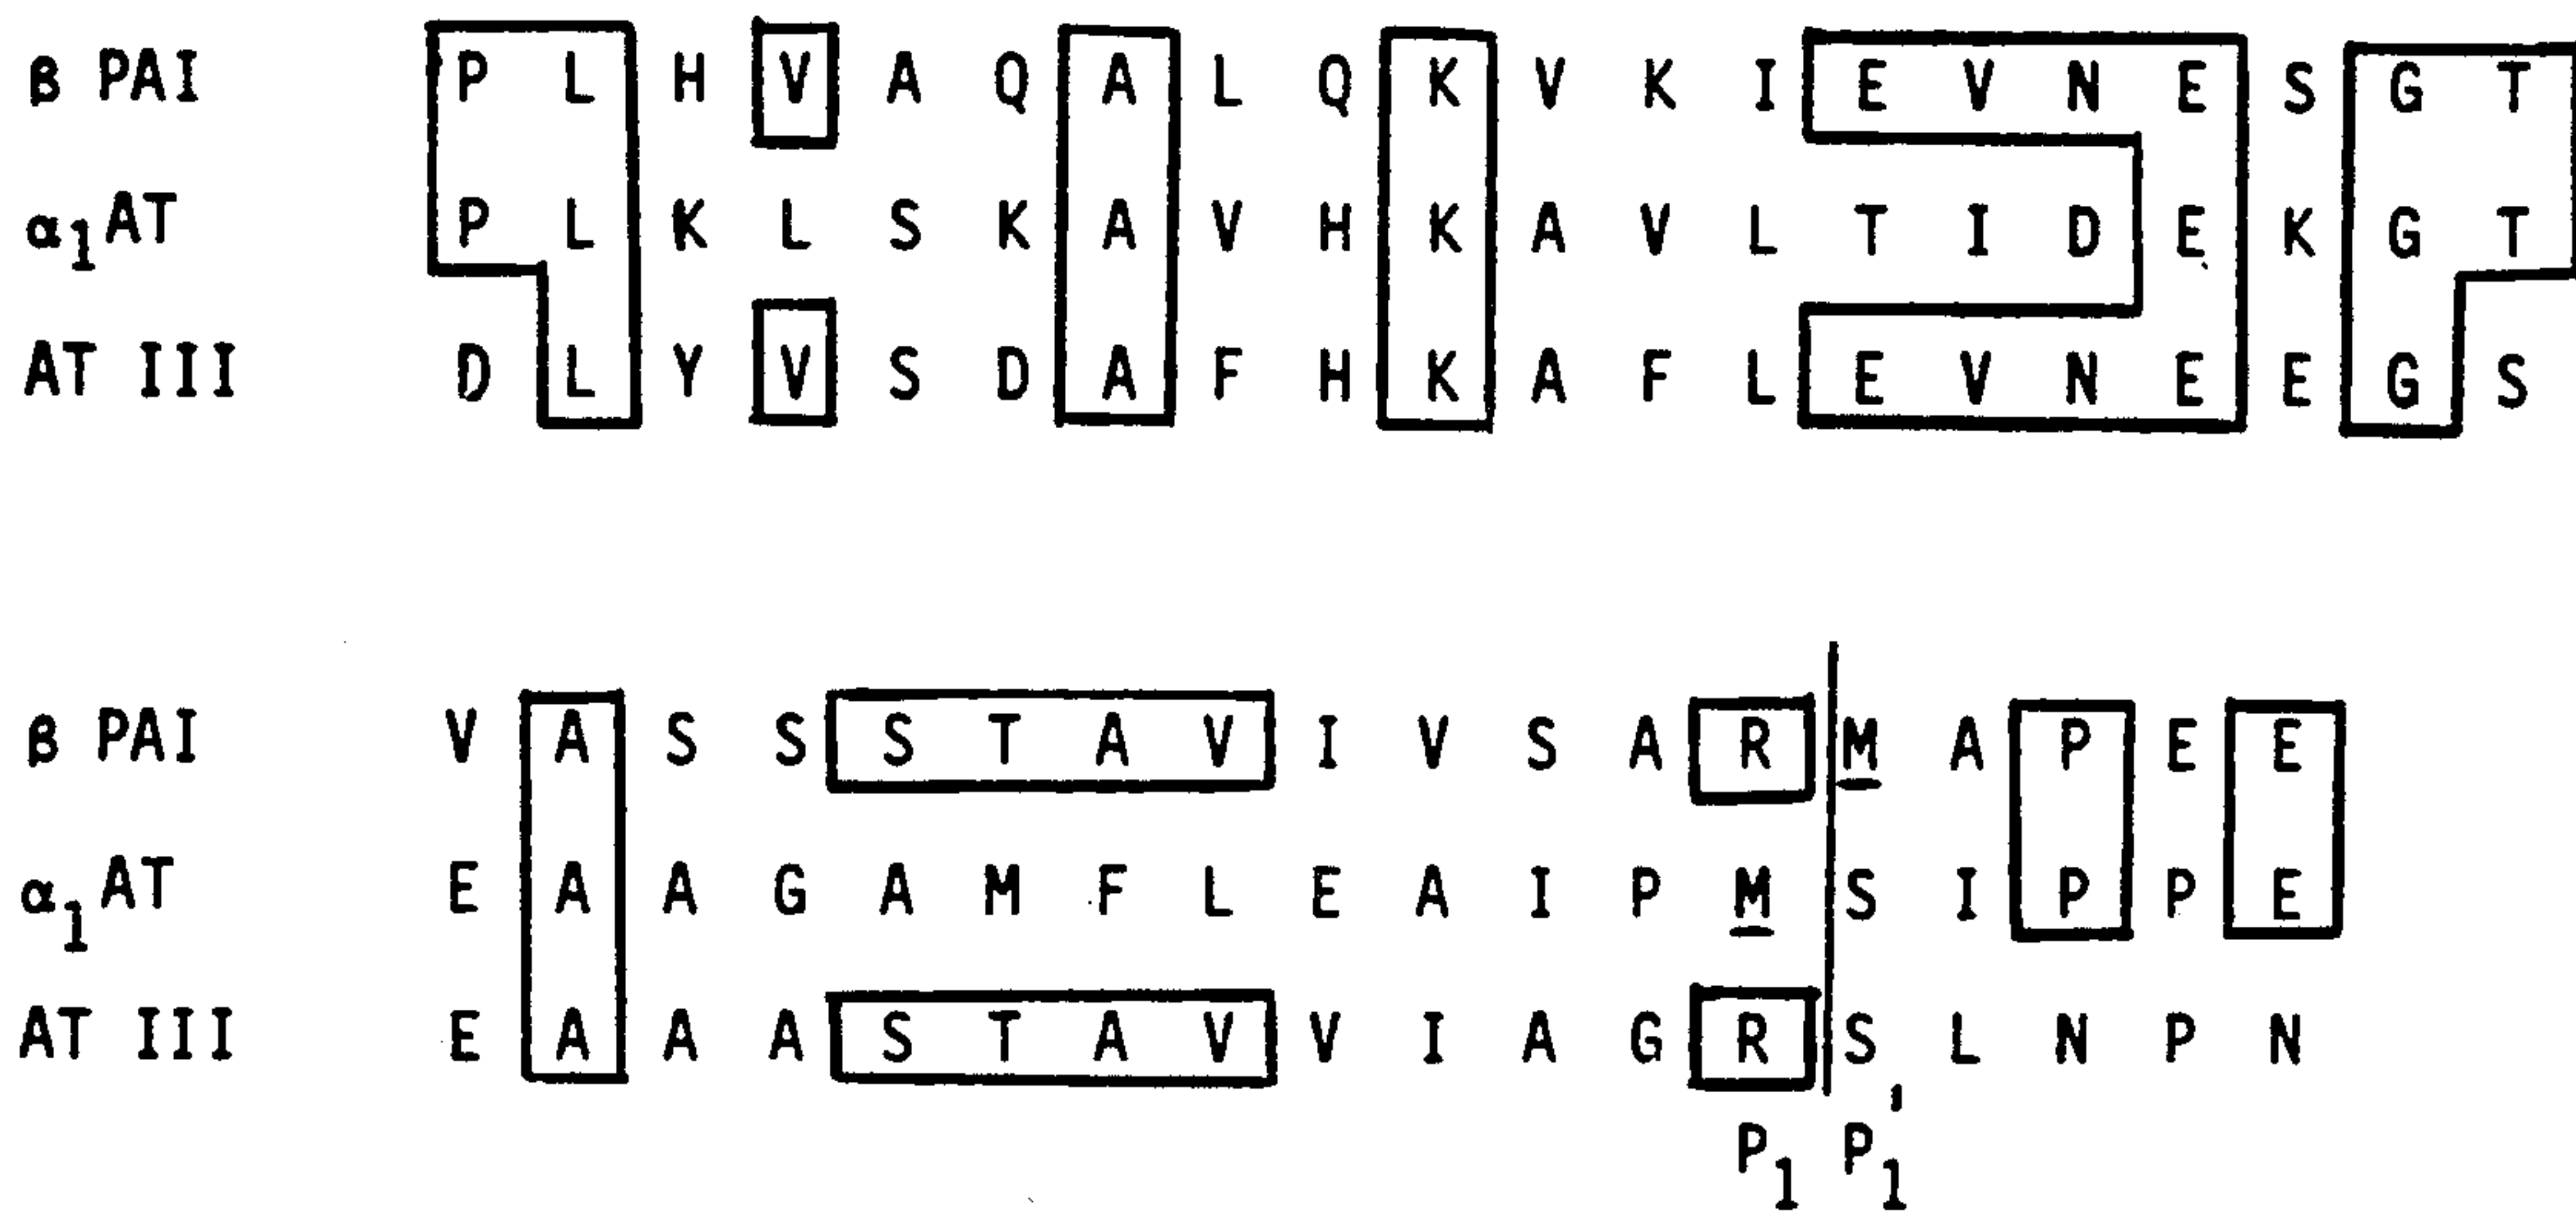 β PAI P L H V A Q A L Q K V K I E V N E S G T
α₁AT P L K L S K A V H K A V L T I D E K G T
AT III D L Y V S D A F H K A F L E V N E E G S
β PAI V A S S S T A V I V S A R M A P E E
α₁AT E A A G A M F L E A I P M S I P P E
AT III E A A A S T A V V I A G R S L N P N
P₁ P₁'